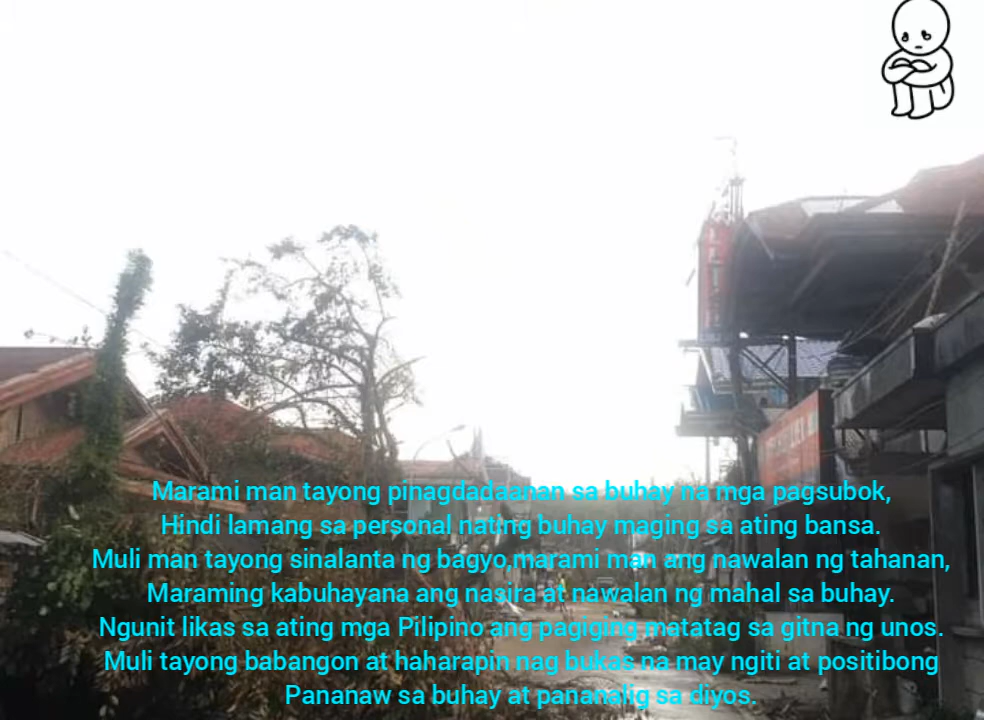 Marami man tayong pinagdadaanan sa buhay na mga pagsubok,
Hindi lamang sa personal nating buhay maging sa ating bansa.
Muli man tayong sinalanta ng bagyo,marami man ang nawalan ng tahanan,
Maraming kabuhayana ang nasira at nawalan ng mahal sa buhay.
Ngunit likas sa ating mga Pilipino ang pagiging matatag sa gitna ng unos.
Muli tayong babangon at haharapin nag bukas na may ngiti at positibong
Pananaw sa buhay at pananalig sa diyos.